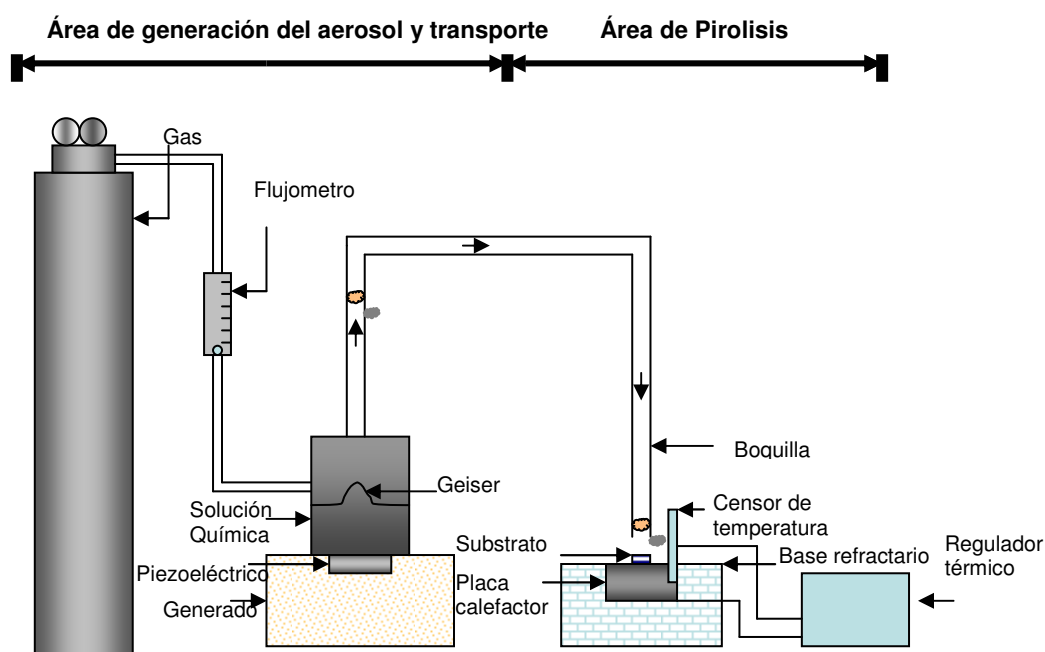 Área de generación del aerosol y transporte
Área de Pirolisis
Gas
Flujometro
Boquilla
Geiser
Solución
Química
Censor de
temperatura
Substrato
Base refractario
Regulador
térmico
Piezoeléctrico
Placa
calefactor
Generado